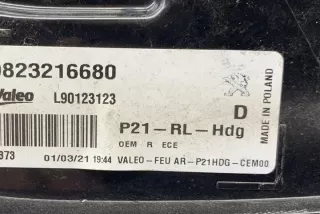 9823216680
Valeo L90123123
D
P21-RL-Hdg
OEM R ECE
373 01/03/21 19:44 VALEO-FEU AR-P21HDG-CEM00
MADE IN POLAND